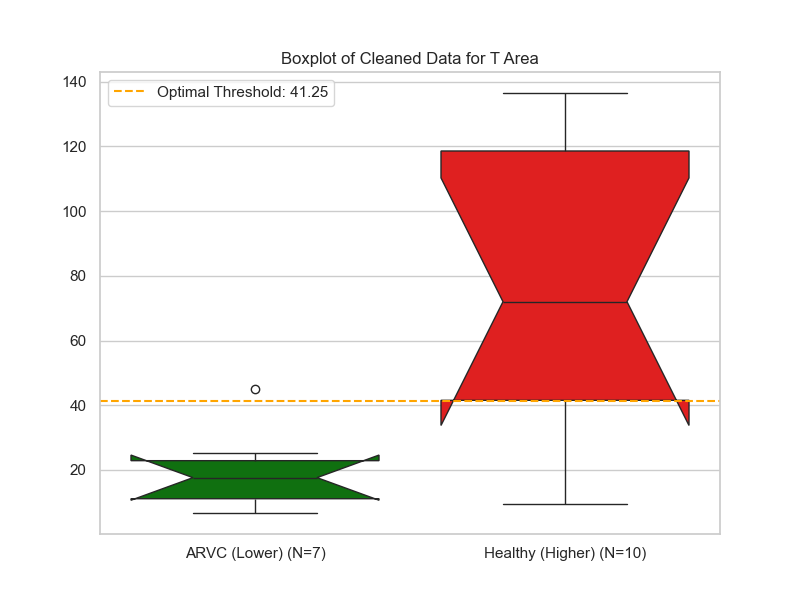 Boxplot of Cleaned Data for T Area
Optimal Threshold: 41.25
140
120
100
80
60
40
20
ARVC (Lower) (N=7)
Healthy (Higher) (N=10)